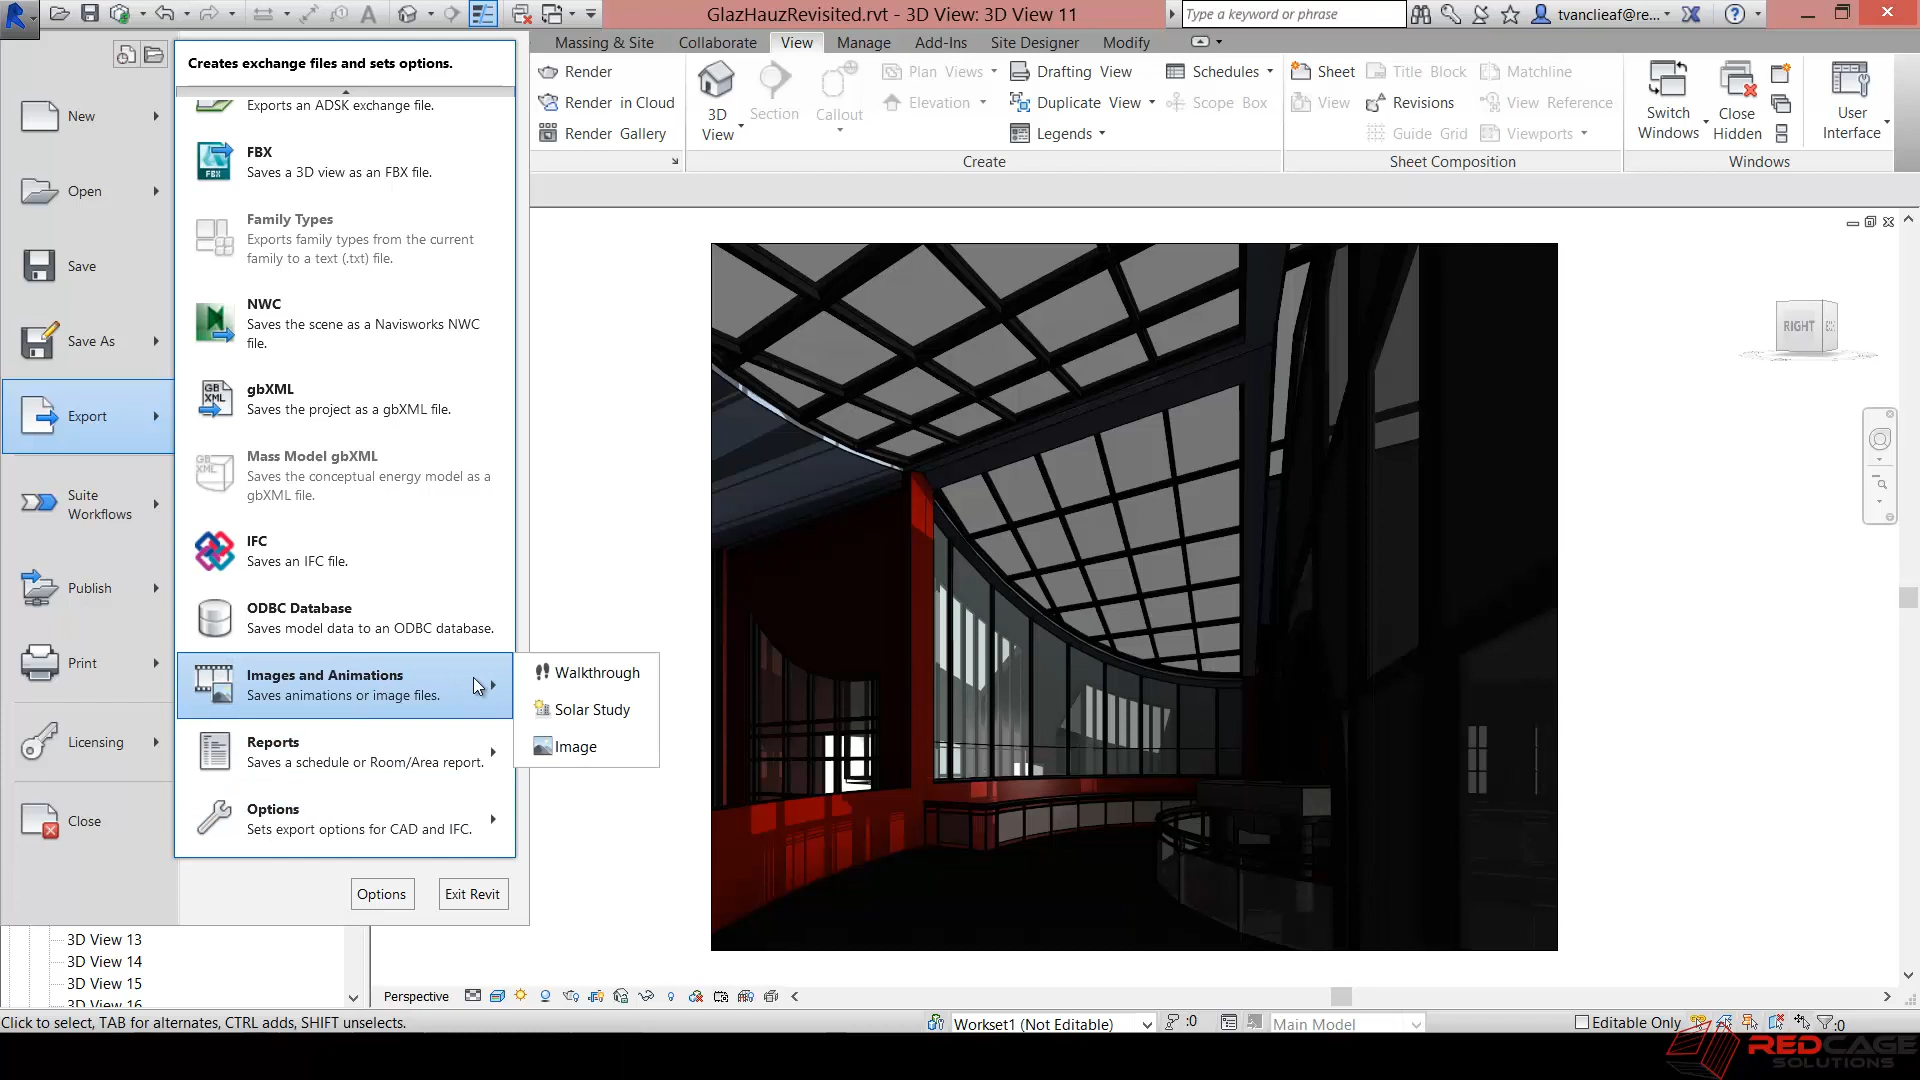 GlazHauzRevisited.rvt - 3D View: 3D View 11
Type a keyword or phrase
tvanclieaf@re...
Massing & Site
Collaborate
View
Manage
Add-Ins
Site Designer
Modify
Creates exchange files and sets options.
Exports an ADSK exchange file.
FBX
Saves a 3D view as an FBX file.
Family Types
Exports family types from the current
family to a text (.txt) file.
NWC
Saves the scene as a Navisworks NWC
file.
gbXML
Saves the project as a gbXML file.
Mass Model gbXML
Saves the conceptual energy model as a
gbXML file.
IFC
Saves an IFC file.
ODBC Database
Saves model data to an ODBC database.
Images and Animations
Saves animations or image files.
Reports
Saves a schedule or Room/Area report.
Options
Sets export options for CAD and IFC.
Walkthrough
Solar Study
Image
Options
Exit Revit
New
Open
Save
Save As
Export
Suite
Workflows
Publish
Print
Licensing
Close
Render
Render in Cloud
Render Gallery
3D
View
Section
Callout
Plan Views
Elevation
Drafting View
Duplicate View
Legends
Schedules
Scope Box
Create
Sheet
View
Title Block
Revisions
Guide Grid
Matchline
View Reference
Viewports
Sheet Composition
Switch
Windows
Close
Hidden
User
Interface
Windows
RIGHT
3D View 13
3D View 14
3D View 15
3D View 16
Perspective
Click to select, TAB for alternates, CTRL adds, SHIFT unselects.
Workset1 (Not Editable)
:0
Main Model
Editable Only
:0
REDCAGE
SOLUTIONS